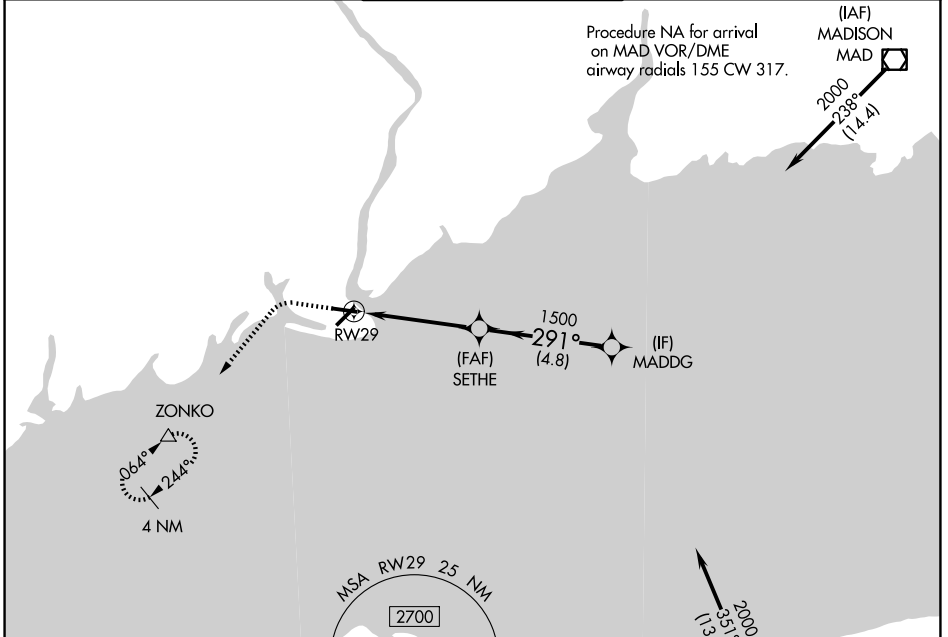 (IAF)
MADISON
MAD
Procedure NA for arrival
on MAD VOR/DME
airway radials 155 CW 317.
2000
238°
(14.4)
RW29
1500
291°
(4.8)
(FAF)
SETHE
(IF)
MADDG
ZONKO
064°
244°
4 NM
MSA RW29 25 NM
2700
2000
351°
(13